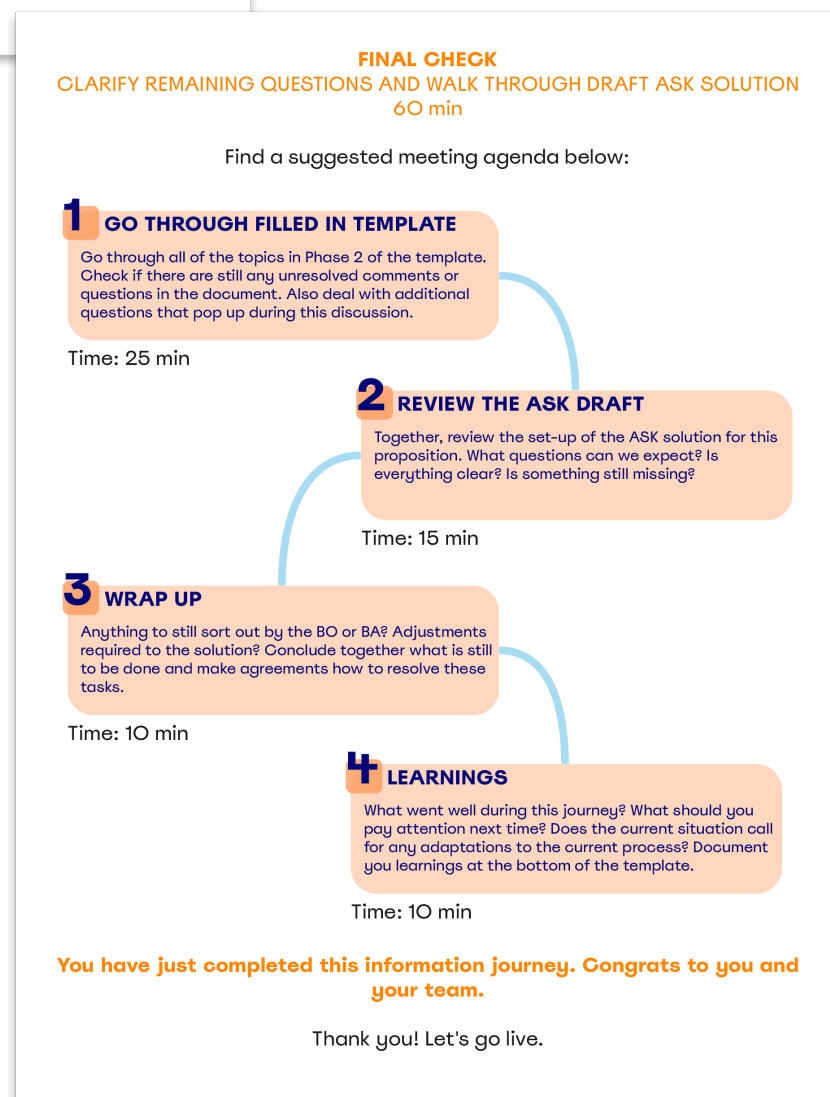 FINAL CHECK
CLARIFY REMAINING QUESTIONS AND WALK THROUGH DRAFT ASK SOLUTION
60 min
Find a suggested meeting agenda below:
1 GO THROUGH FILLED IN TEMPLATE
Go through all of the topics in Phase 2 of the template.
Check if there are still any unresolved comments or
questions in the document. Also deal with additional
questions that pop up during this discussion.
Time: 25 min
2 REVIEW THE ASK DRAFT
Together, review the set-up of the ASK solution for this
proposition. What questions can we expect? Is
everything clear? Is something still missing?
Time: 15 min
3 WRAP UP
Anything to still sort out by the BO or BA? Adjustments
required to the solution? Conclude together what is still
to be done and make agreements how to resolve these
tasks.
Time: 10 min
4 LEARNINGS
What went well during this journey? What should you
pay attention next time? Does the current situation call
for any adaptations to the current process? Document
you learnings at the bottom of the template.
Time: 10 min
You have just completed this information journey. Congrats to you and
your team.
Thank you! Let's go live.